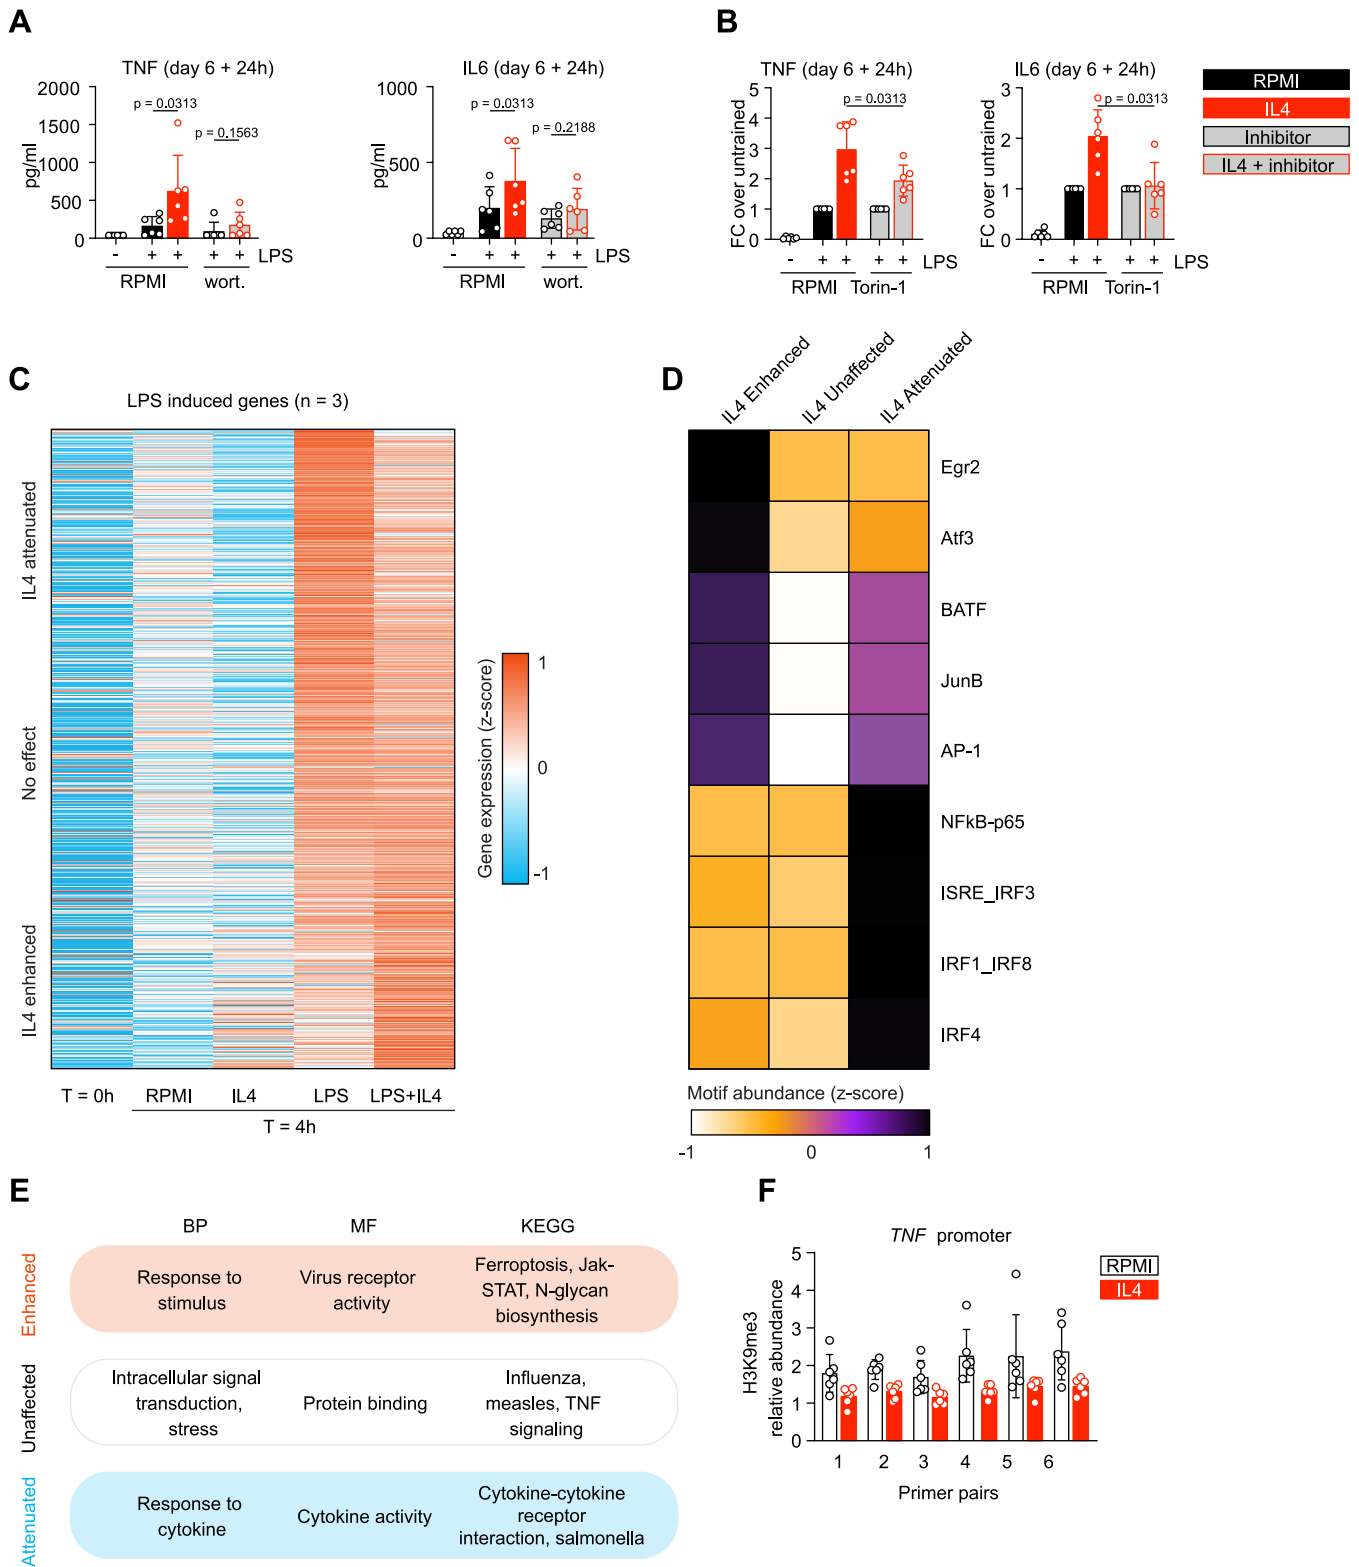 A
TNF (day 6 + 24h)
2000
1500
1000
500
0
pg/ml
p = 0.0313
p = 0.1563
- + + + + LPS
RPMI wort.
IL6 (day 6 + 24h)
1000
500
0
pg/ml
p = 0.0313
p = 0.2188
- + + + + LPS
RPMI wort.
B
TNF (day 6 + 24h)
5
4
3
2
1
0
FC over untrained
p = 0.0313
- + + + + LPS
RPMI Torin-1
IL6 (day 6 + 24h)
3
2
1
0
FC over untrained
p = 0.0313
- + + + + LPS
RPMI Torin-1
RPMI
IL4
Inhibitor
IL4 + inhibitor
C
LPS induced genes (n = 3)
IL4 attenuated
No effect
IL4 enhanced
T = 0h RPMI IL4 LPS LPS+IL4
T = 4h
Gene expression (z-score)
1
0
-1
D
IL4 Enhanced
IL4 Unaffected
IL4 Attenuated
Egr2
Atf3
BATF
JunB
AP-1
NFkB-p65
ISRE_IRF3
IRF1_IRF8
IRF4
Motif abundance (z-score)
-1 0 1
E
BP MF KEGG
Enhanced
Response to
stimulus
Virus receptor
activity
Ferroptosis, Jak-
STAT, N-glycan
biosynthesis
Unaffected
Intracellular signal
transduction,
stress
Protein binding
Influenza,
measles, TNF
signaling
Attenuated
Response to
cytokine
Cytokine activity
Cytokine-cytokine
receptor
interaction, salmonella
F
TNF promoter
5
4
3
2
1
0
H3K9me3
relative abundance
1 2 3 4 5 6
Primer pairs
RPMI
IL4